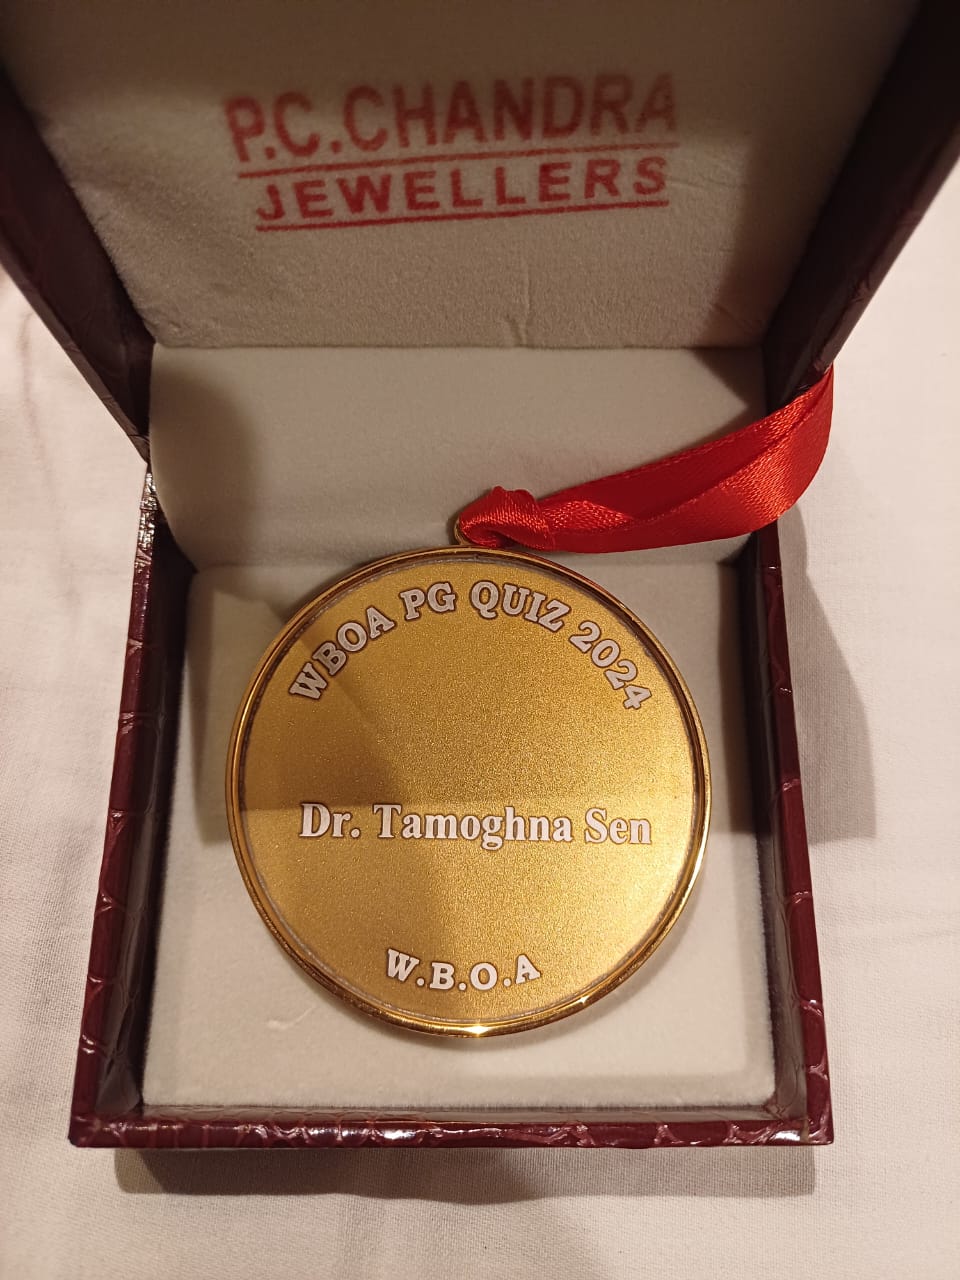 P.C.CHANDRA
JEWELLERS
WBOA PG QUIZ 2024
Dr. Tamoghna Sen
W.B.O.A